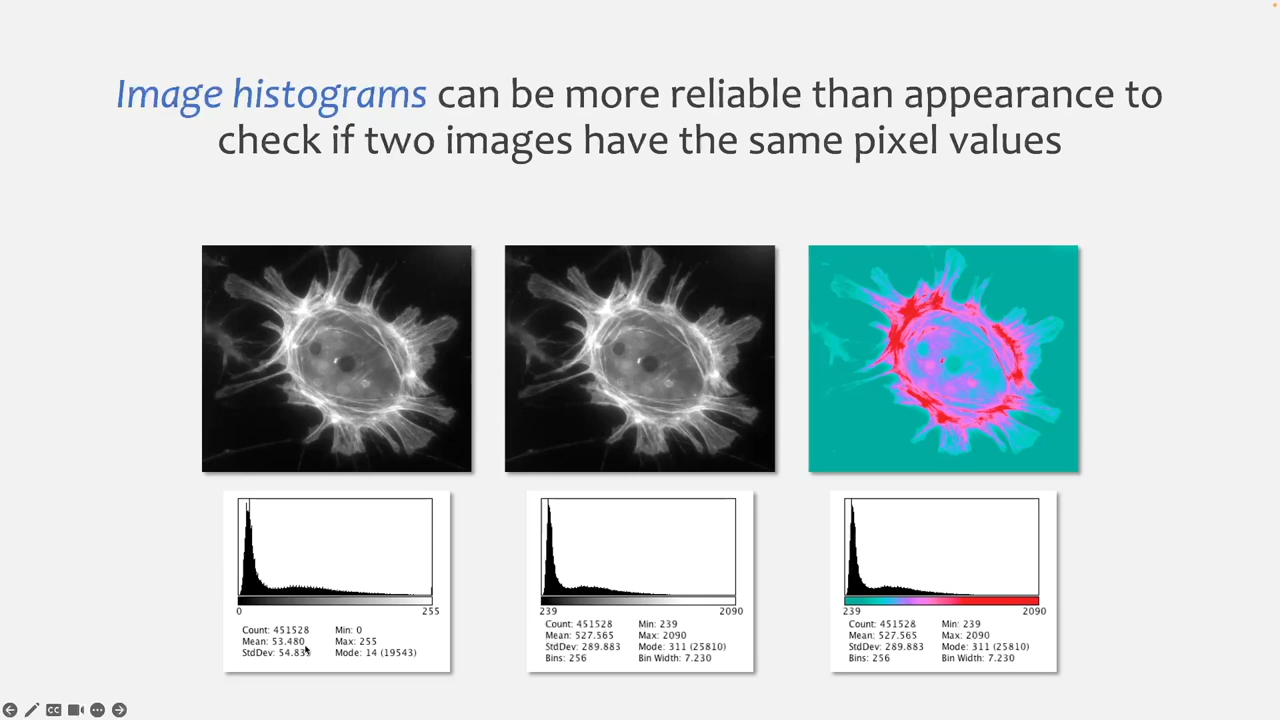 Image histograms can be more reliable than appearance to
check if two images have the same pixel values
0 255
Count: 451528 Min: 0
Mean: 53.480 Max: 255
StdDev: 54.833 Mode: 14 (19543)
239 2090
Count: 451528 Min: 239
Mean: 527.565 Max: 2090
StdDev: 289.883 Mode: 311 (25810)
Bins: 256 Bin Width: 7.230
239 2090
Count: 451528 Min: 239
Mean: 527.565 Max: 2090
StdDev: 289.883 Mode: 311 (25810)
Bins: 256 Bin Width: 7.230
CC